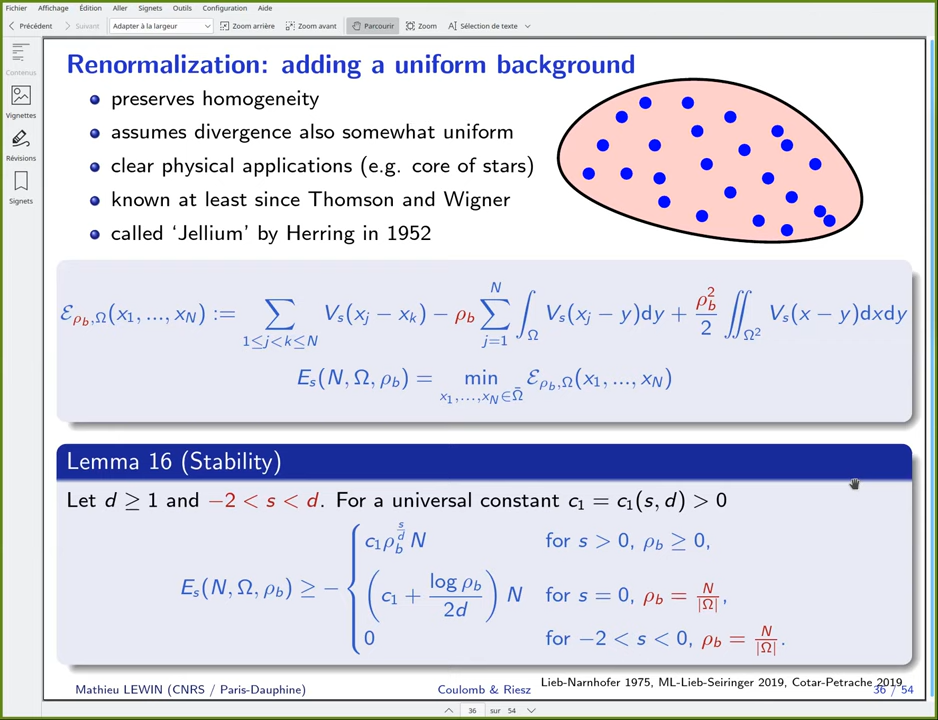 Fichier Affichage Édition Aller Signets Outils Configuration Aide
Précédent Suivant Adapter à la largeur Zoom arrière Zoom avant Parcourir Zoom Sélection de texte
Contenus
Vignettes
Révisions
Signets
Renormalization: adding a uniform background
preserves homogeneity
assumes divergence also somewhat uniform
clear physical applications (e.g. core of stars)
known at least since Thomson and Wigner
called ‘Jellium’ by Herring in 1952
ℰ_{ρ_b,Ω}(x_1, ..., x_N) := ∑_{1≤j<k≤N} V_s(x_j − x_k) − ρ_b ∑_{j=1}^{N} ∫_Ω V_s(x_j − y)dy + ρ_b^2/2 ∬_{Ω^2} V_s(x − y)dxdy
E_s(N, Ω, ρ_b) = min_{x_1,...,x_N∈Ω̄} ℰ_{ρ_b,Ω}(x_1, ..., x_N)
Lemma 16 (Stability)
Let d ≥ 1 and −2 < s < d. For a universal constant c_1 = c_1(s, d) > 0
c_1ρ_b^{s/d} N for s > 0, ρ_b ≥ 0,
E_s(N, Ω, ρ_b) ≥ − { (c_1 + log ρ_b/2d) N for s = 0, ρ_b = N/|Ω|,
0 for −2 < s < 0, ρ_b = N/|Ω|.
Lieb-Narnhofer 1975, ML-Lieb-Seiringer 2019, Cotar-Petrache 2019
Mathieu LEWIN (CNRS / Paris-Dauphine) Coulomb & Riesz 36 / 54
36 sur 54